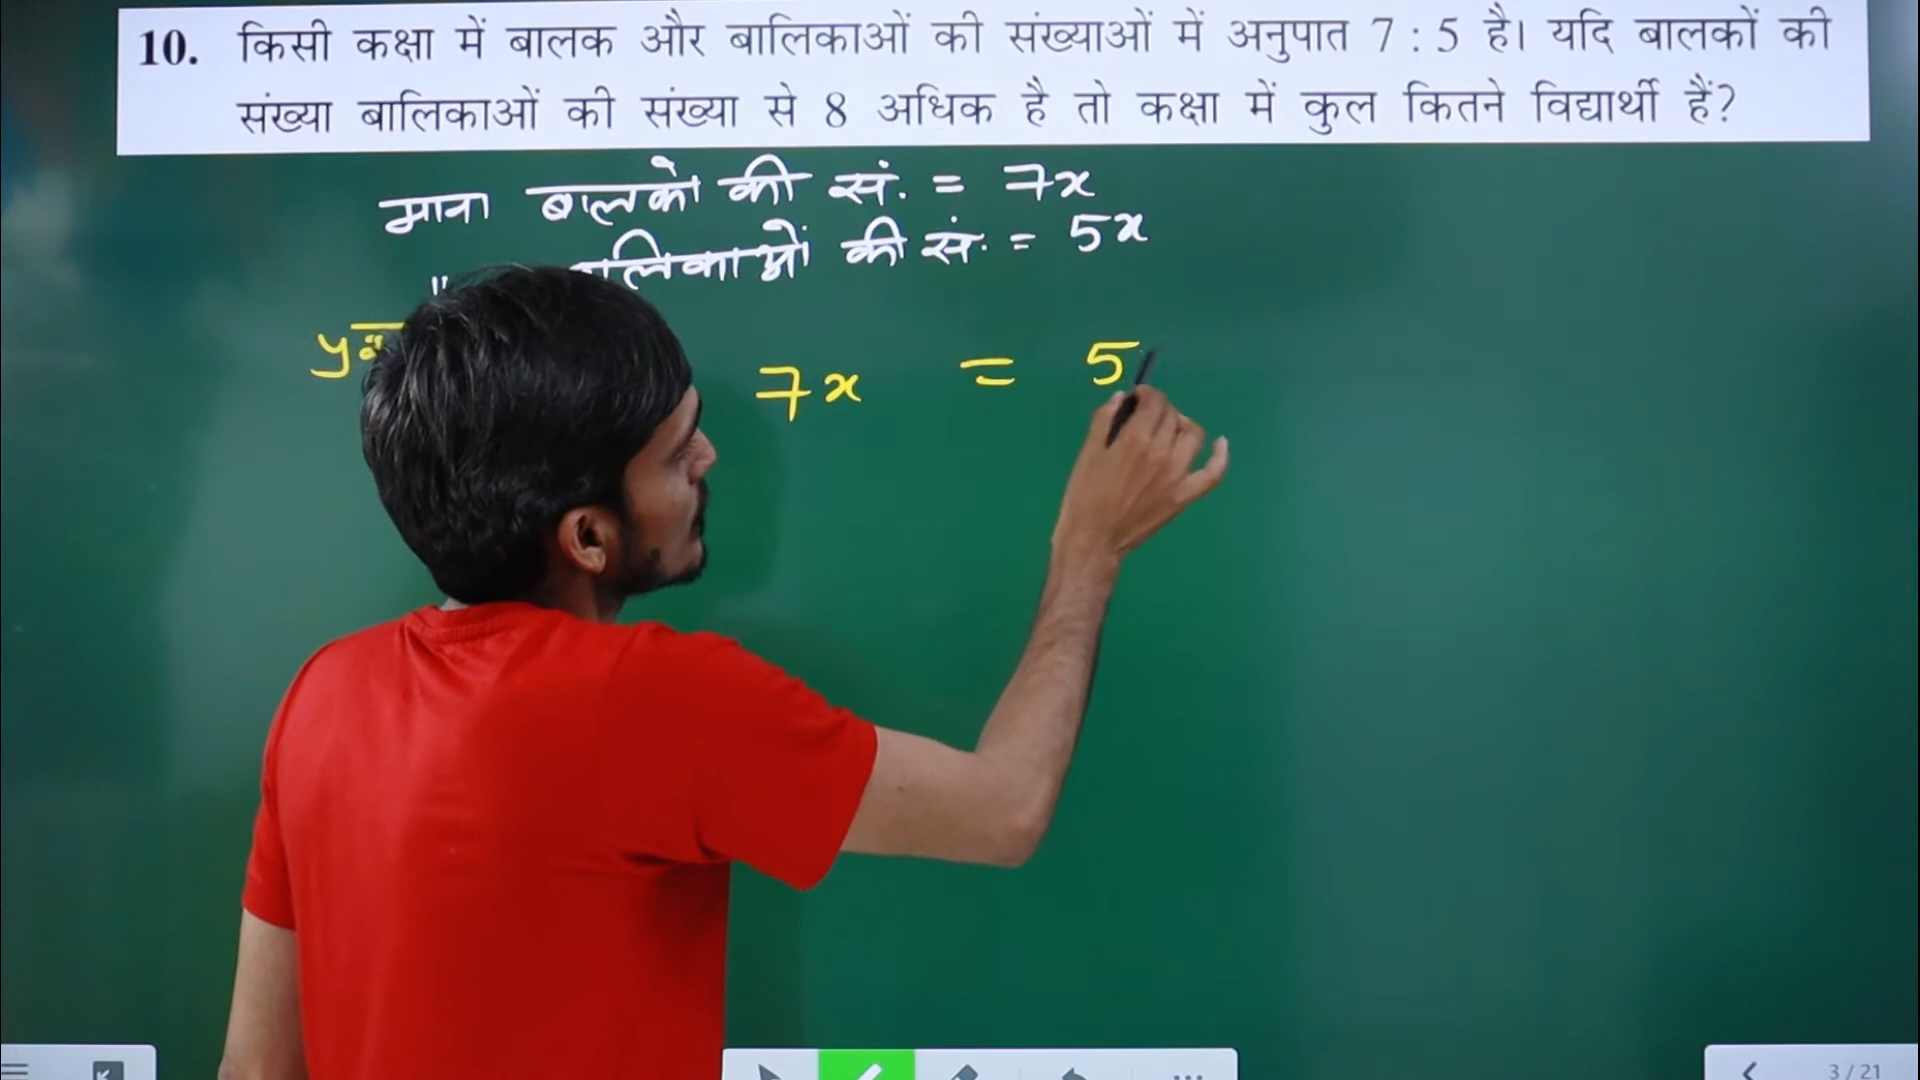 10. किसी कक्षा में बालक और बालिकाओं की संख्याओं में अनुपात 7 : 5 है। यदि बालकों की
संख्या बालिकाओं की संख्या से 8 अधिक है तो कक्षा में कुल कितने विद्यार्थी हैं?
माना बालको की सं. = 7x
" की सं. = 5x
7x = 5
3/21